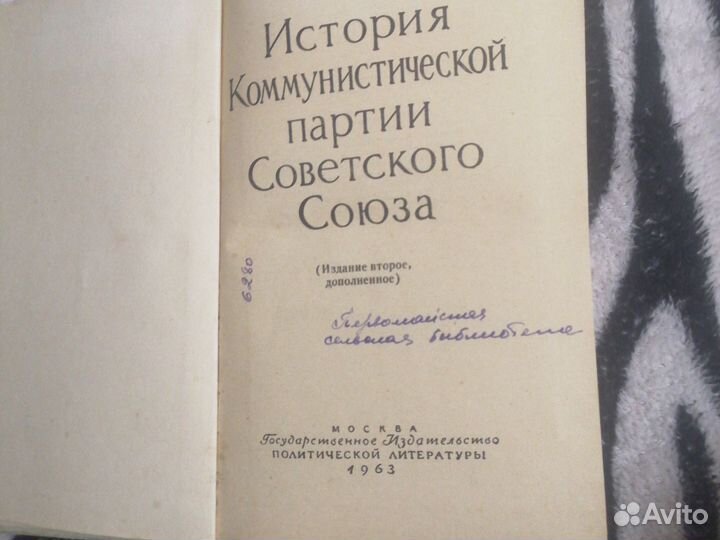 История
Коммунистической
партии
Советского
Союза
(Издание второе,
дополненное)
6280
Первомайская
сельская библиотека
МОСКВА
Государственное Издательство
ПОЛИТИЧЕСКОЙ ЛИТЕРАТУРЫ
1963
Avito